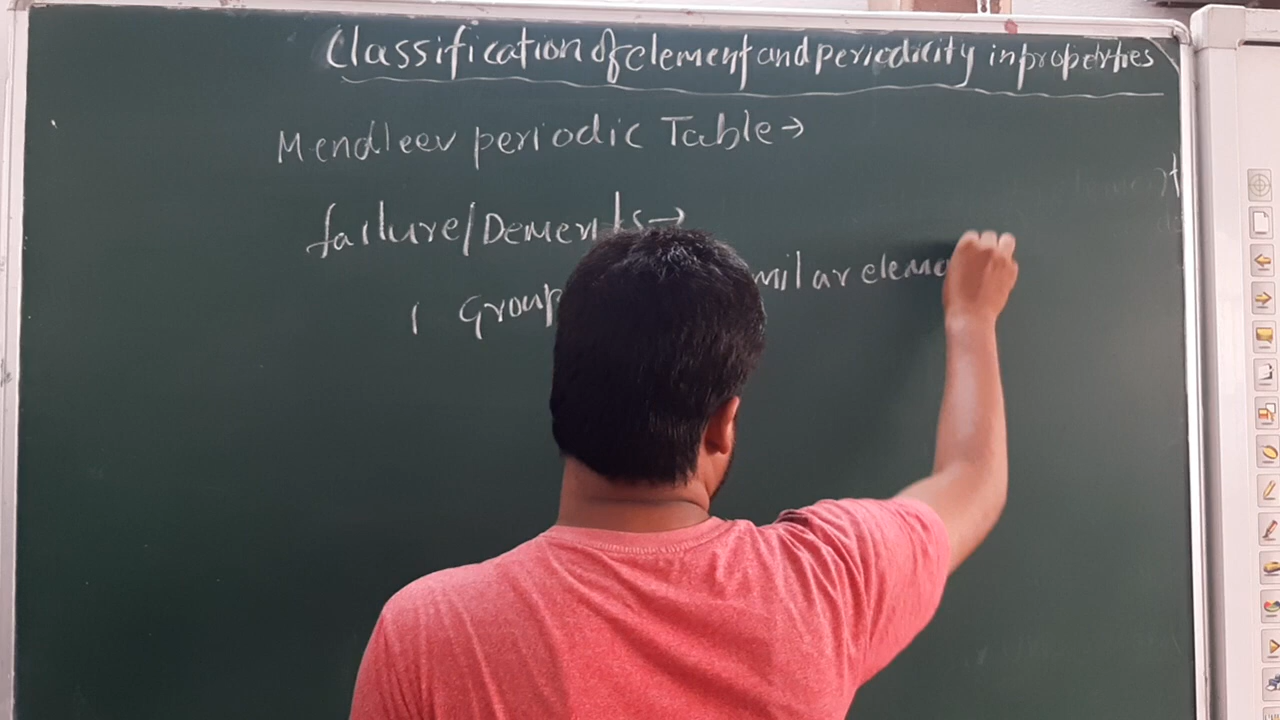 Classification of element and periodicity in properties
Mendleev periodic Table →
failure/Demerits →
1 Group milar eleme